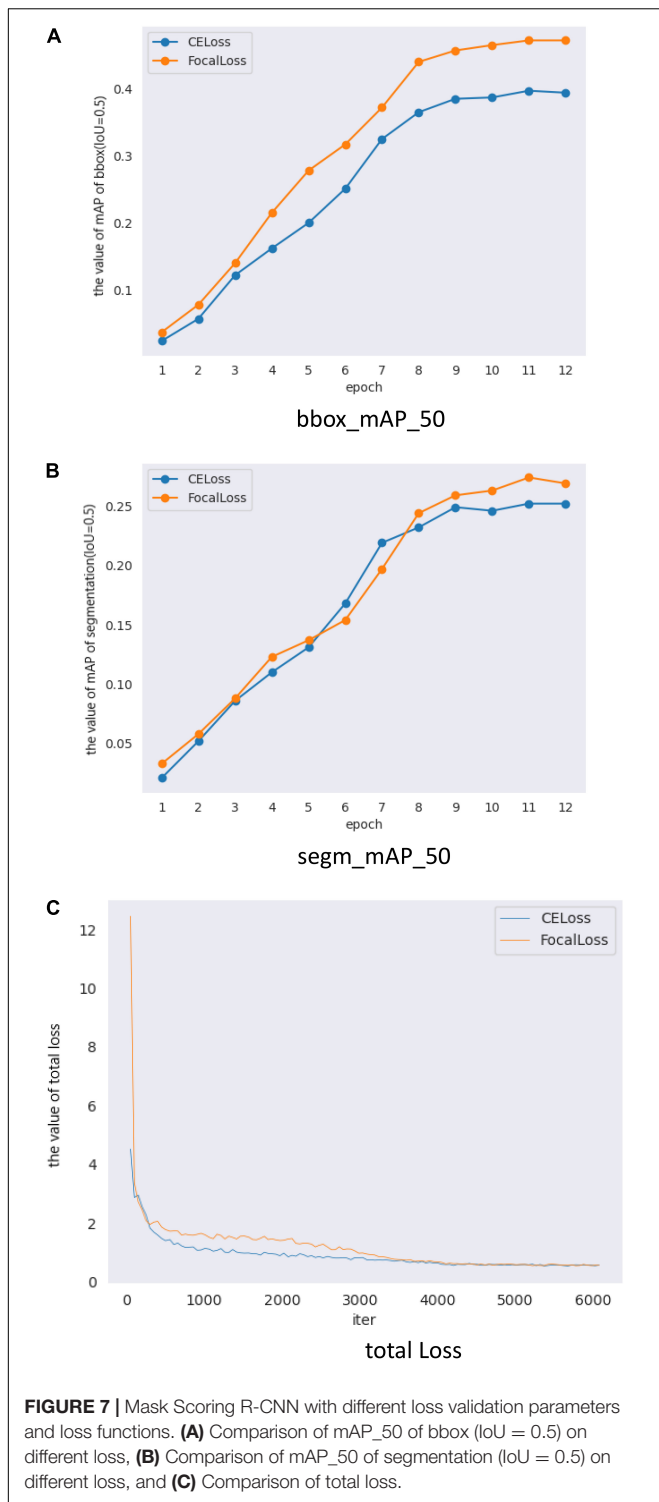 A
CELoss
FocalLoss
the value of mAP of bbox(IoU=0.5)
0.4
0.3
0.2
0.1
1 2 3 4 5 6 7 8 9 10 11 12
epoch
bbox_mAP_50
B
CELoss
FocalLoss
the value of mAP of segmentation(IoU=0.5)
0.25
0.20
0.15
0.10
0.05
1 2 3 4 5 6 7 8 9 10 11 12
epoch
segm_mAP_50
C
CELoss
FocalLoss
the value of total loss
12
10
8
6
4
2
0
0 1000 2000 3000 4000 5000 6000
iter
total Loss
FIGURE 7 | Mask Scoring R-CNN with different loss validation parameters
and loss functions. (A) Comparison of mAP_50 of bbox (IoU = 0.5) on
different loss, (B) Comparison of mAP_50 of segmentation (IoU = 0.5) on
different loss, and (C) Comparison of total loss.